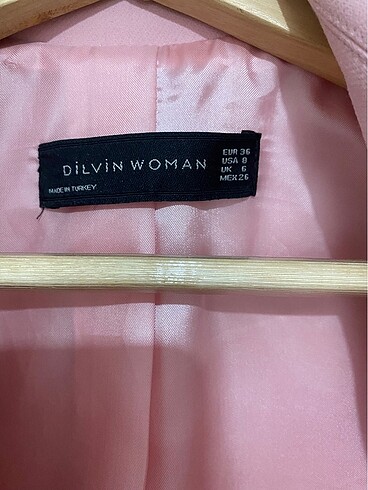 DİLVİN WOMAN
MADE IN TURKEY
EUR 36
USA 8
UK 6
MEX 26